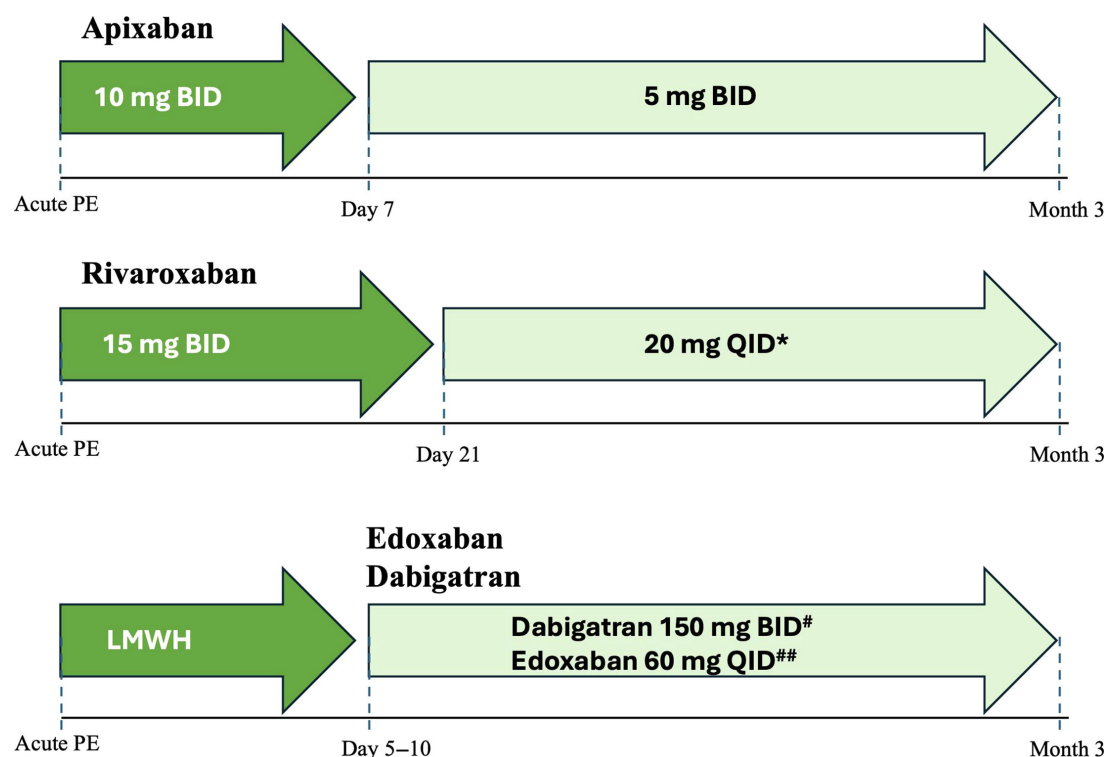 Apixaban
10 mg BID
5 mg BID
Acute PE
Day 7
Month 3
Rivaroxaban
15 mg BID
20 mg QID*
Acute PE
Day 21
Month 3
Edoxaban
Dabigatran
LMWH
Dabigatran 150 mg BID#
Edoxaban 60 mg QID##
Acute PE
Day 5–10
Month 3